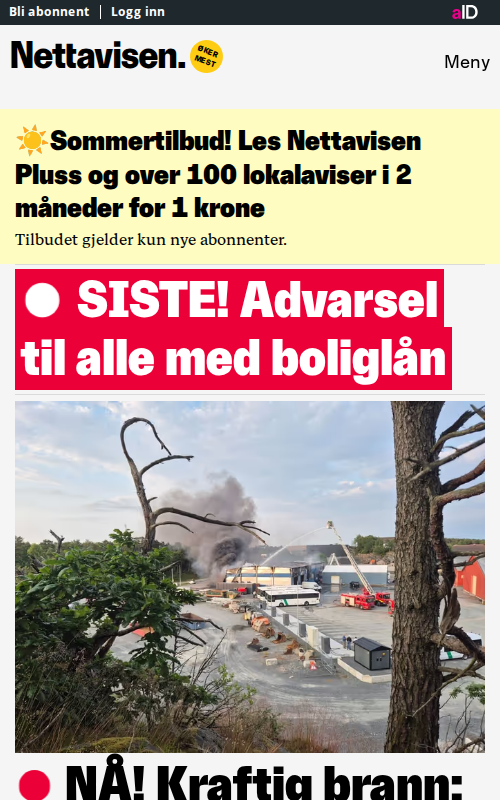 Bli abonnent
Logg inn
aID
Nettavisen.
ØKER
MEST
Meny
Sommertilbud! Les Nettavisen
Pluss og over 100 lokalaviser i 2
måneder for 1 krone
Tilbudet gjelder kun nye abonnenter.
SISTE! Advarsel
til alle med boliglån
NÅ! Kraftig brann: